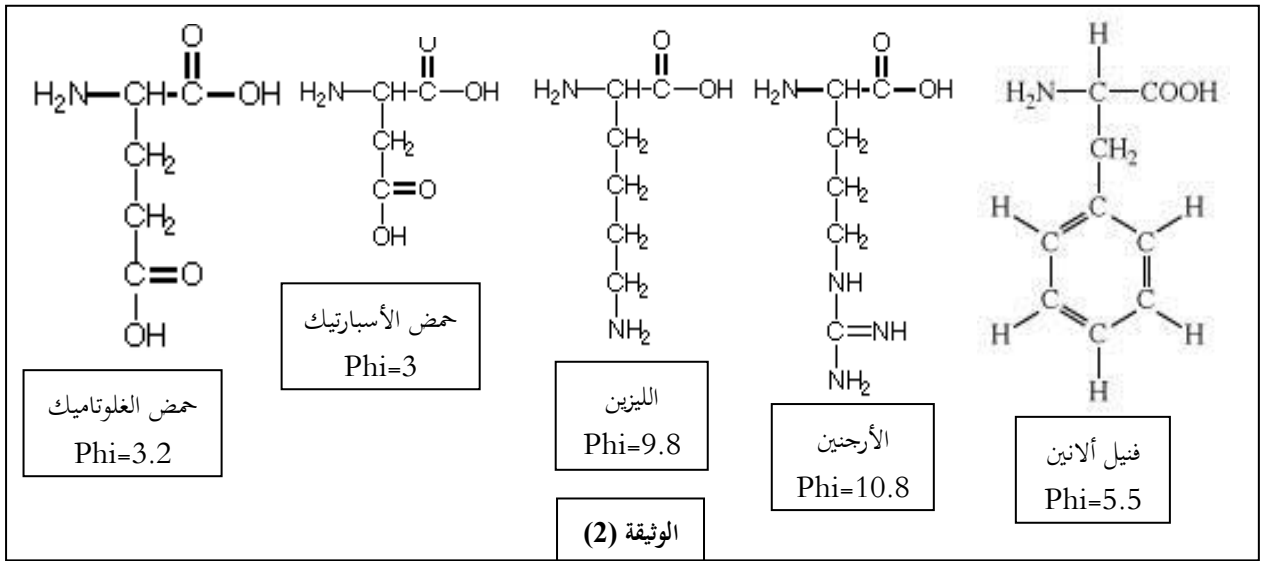 H₂N—CH—C—OH
O
CH₂
CH₂
C=O
OH
حمض الغلوتاميك
Phi=3.2
O
H₂N—CH—C—OH
CH₂
C=O
OH
حمض الأسبارتيك
Phi=3
O
H₂N—CH—C—OH
CH₂
CH₂
CH₂
CH₂
NH₂
الليزين
Phi=9.8
O
H₂N—CH—C—OH
CH₂
CH₂
CH₂
NH
C=NH
NH₂
الأرجنين
Phi=10.8
H
H₂N—C—COOH
CH₂
H C H
C C
C C
H C H
H
فنيل ألانين
Phi=5.5
الوثيقة (2)